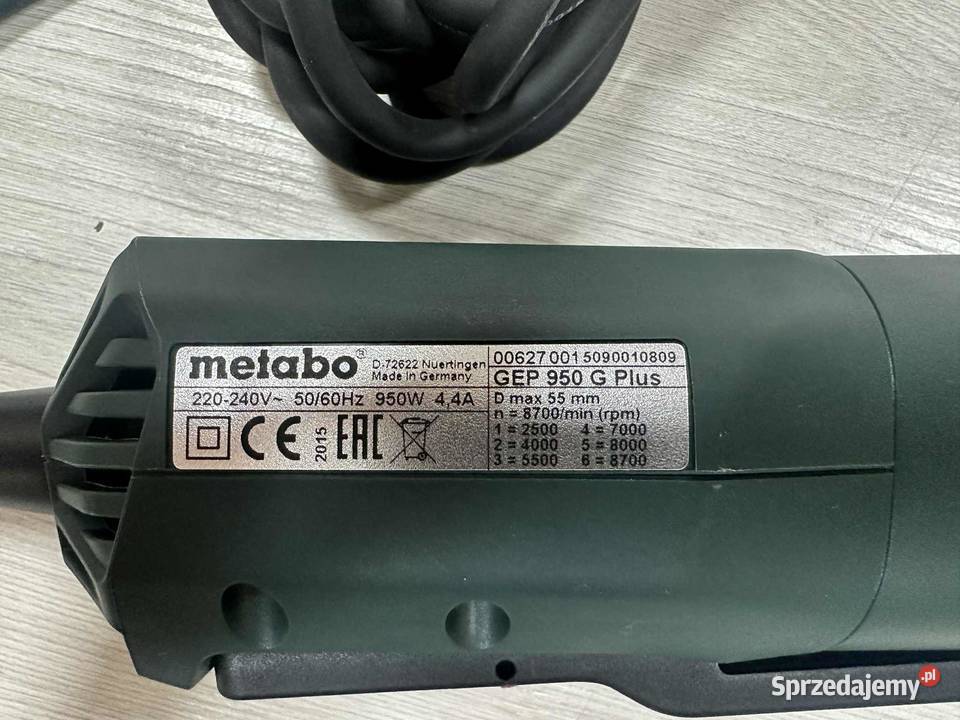 metabo®
D-72622 Nuertingen
Made in Germany
220-240V~ 50/60Hz 950W 4,4A
CE
2015
EAC
00627001 5090010809
GEP 950 G Plus
D max 55 mm
n = 8700/min (rpm)
1 = 2500 4 = 7000
2 = 4000 5 = 8000
3 = 5500 6 = 8700
Sprzedajemy.pl